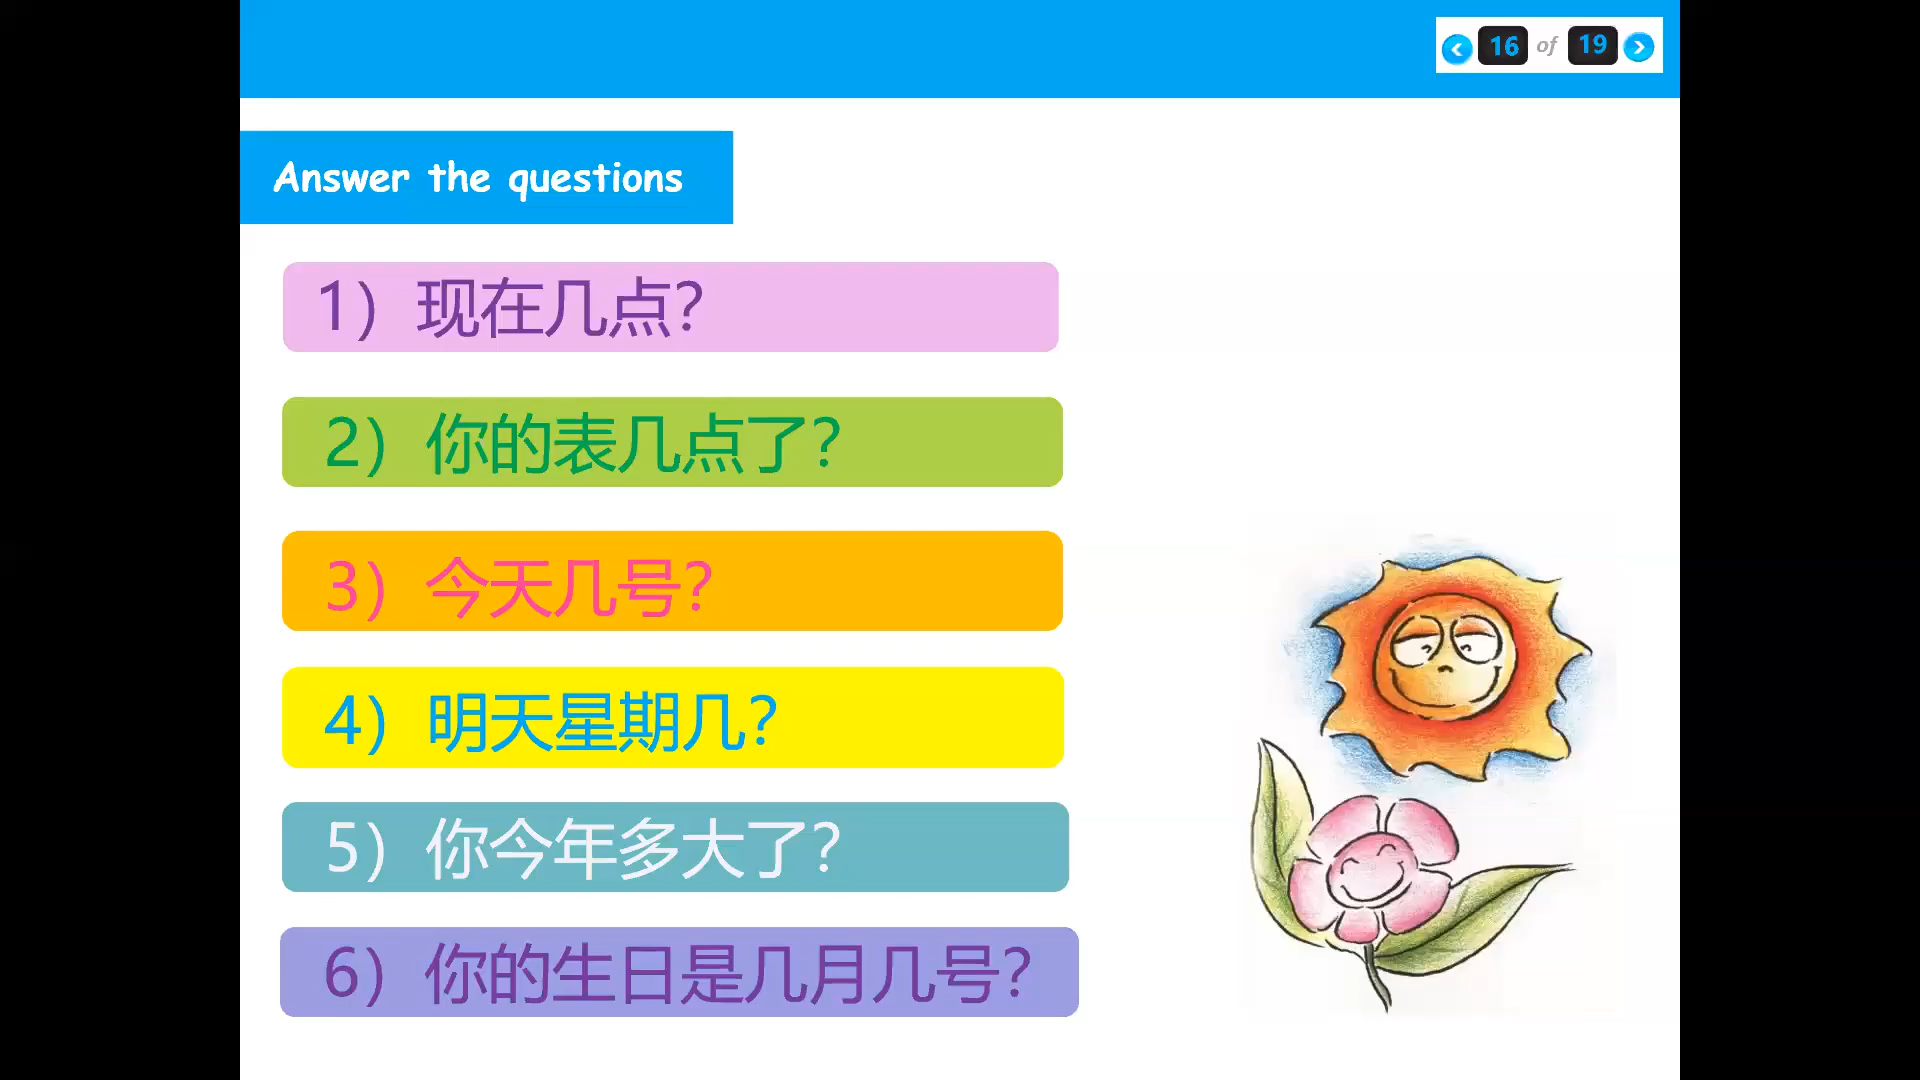 16 of 19
Answer the questions
1）现在几点？
2）你的表几点了？
3）今天几号？
4）明天星期几？
5）你今年多大了？
6）你的生日是几月几号？